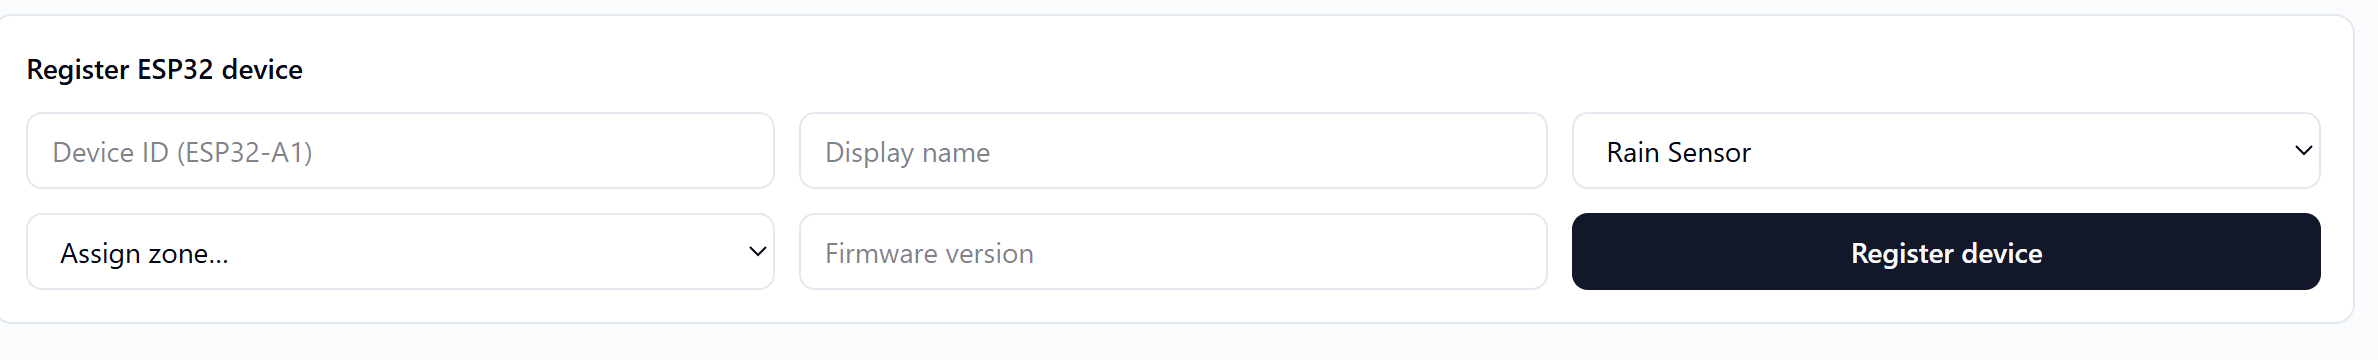 Register ESP32 device
Device ID (ESP32-A1)
Display name
Rain Sensor
Assign zone...
Firmware version
Register device